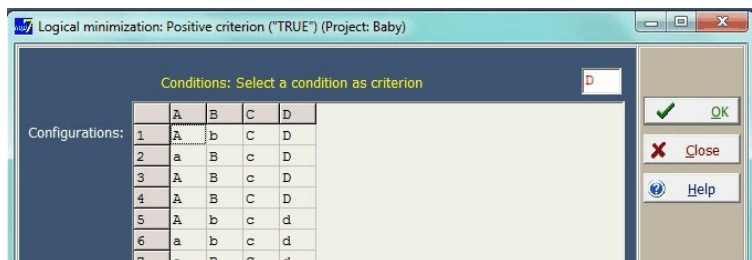 Logical minimization: Positive criterion ("TRUE") (Project: Baby)
Conditions: Select a condition as criterion D
A B C D
Configurations: 1 A b C D
2 a B c D
3 A B c D
4 A B C D
5 A b c d
6 a b c d
OK
Close
Help